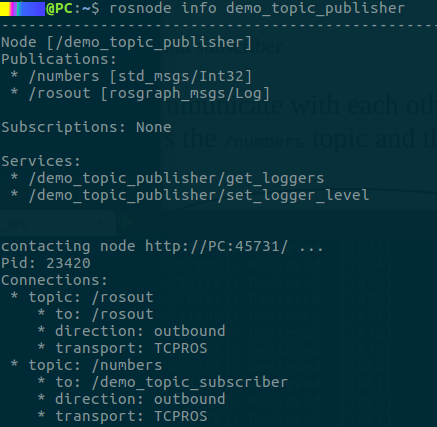 @PC:~$ rosnode info demo_topic_publisher
--------------------------------------------------------------------------------
Node [/demo_topic_publisher]
Publications:
 * /numbers [std_msgs/Int32]
 * /rosout [rosgraph_msgs/Log]
Subscriptions: None
Services:
 * /demo_topic_publisher/get_loggers
 * /demo_topic_publisher/set_logger_level
contacting node http://PC:45731/ ...
Pid: 23420
Connections:
 * topic: /rosout
    * to: /rosout
    * direction: outbound
    * transport: TCPROS
 * topic: /numbers
    * to: /demo_topic_subscriber
    * direction: outbound
    * transport: TCPROS